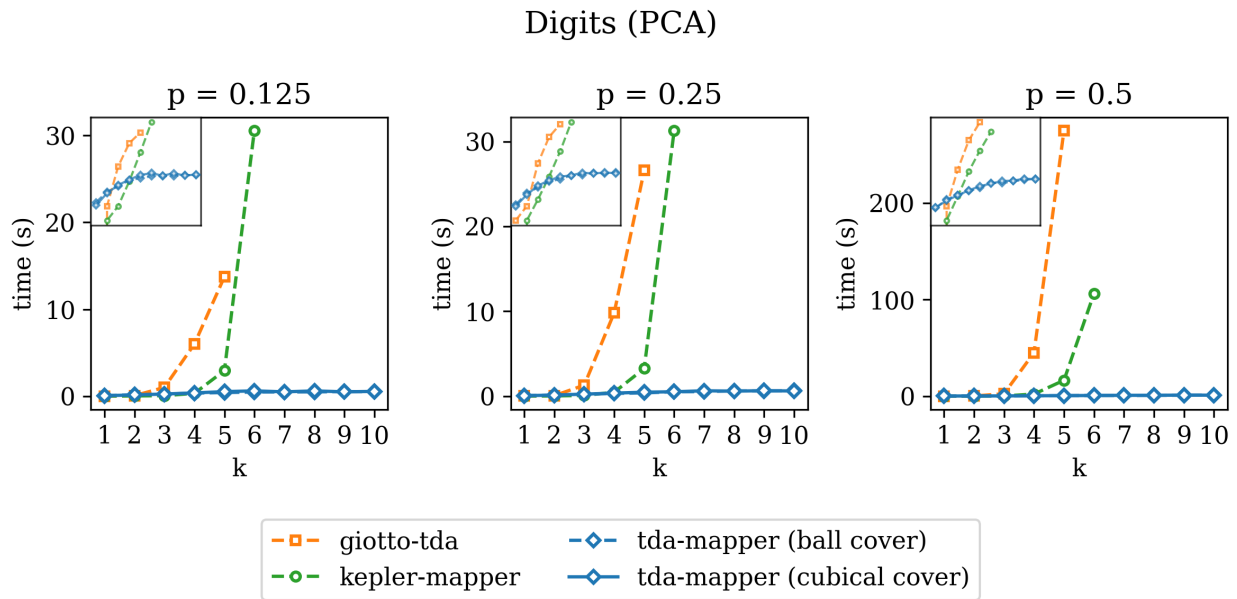 Digits (PCA)
p = 0.125
p = 0.25
p = 0.5
30
20
10
0
time (s)
1 2 3 4 5 6 7 8 9 10
k
30
20
10
0
time (s)
1 2 3 4 5 6 7 8 9 10
k
200
100
0
time (s)
1 2 3 4 5 6 7 8 9 10
k
giotto-tda
kepler-mapper
tda-mapper (ball cover)
tda-mapper (cubical cover)